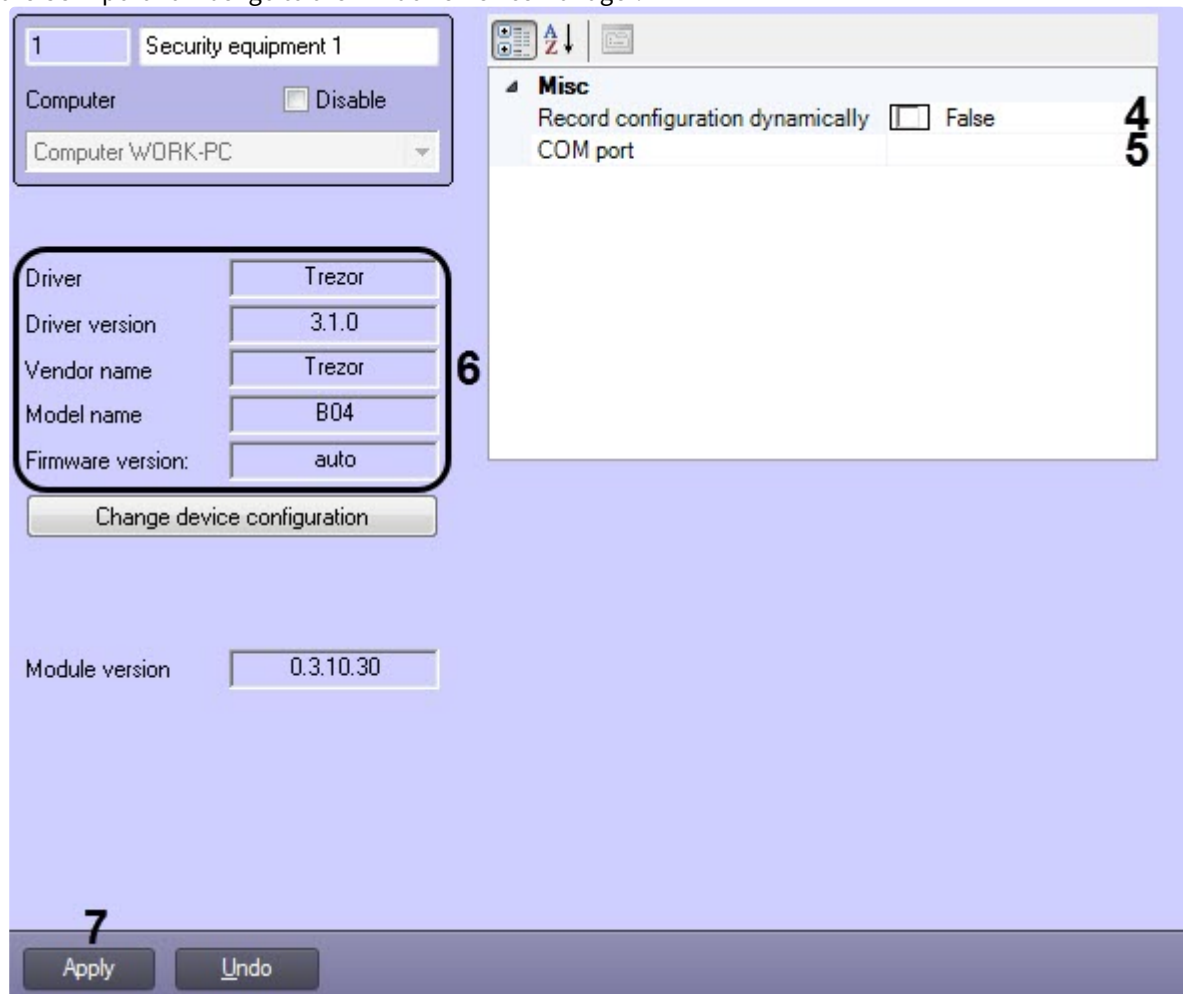 1 Security equipment 1
Computer Disable
Computer WORK-PC
Misc
Record configuration dynamically False 4
COM port 5
Driver Trezor
Driver version 3.1.0
Vendor name Trezor
6
Model name B04
Firmware version: auto
Change device configuration
Module version 0.3.10.30
7
Apply Undo